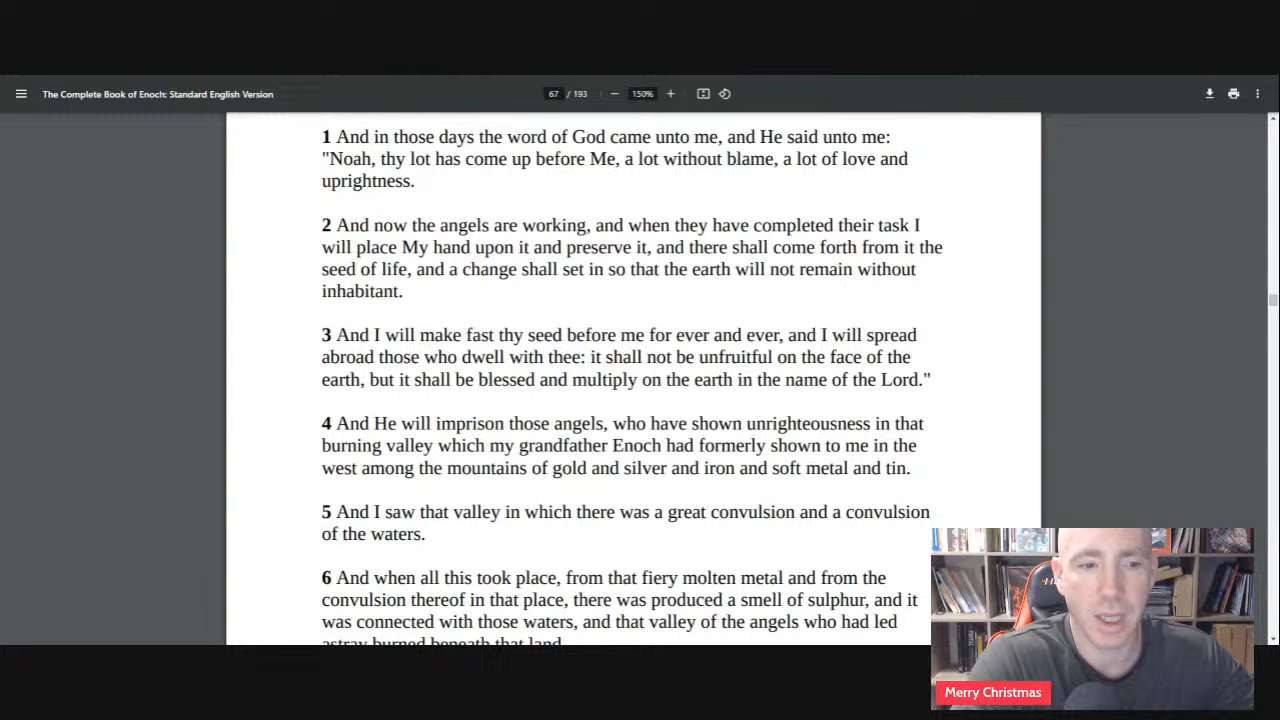 The Complete Book of Enoch: Standard English Version
67 / 193
150%
1 And in those days the word of God came unto me, and He said unto me:
"Noah, thy lot has come up before Me, a lot without blame, a lot of love and
uprightness.
2 And now the angels are working, and when they have completed their task I
will place My hand upon it and preserve it, and there shall come forth from it the
seed of life, and a change shall set in so that the earth will not remain without
inhabitant.
3 And I will make fast thy seed before me for ever and ever, and I will spread
abroad those who dwell with thee: it shall not be unfruitful on the face of the
earth, but it shall be blessed and multiply on the earth in the name of the Lord."
4 And He will imprison those angels, who have shown unrighteousness in that
burning valley which my grandfather Enoch had formerly shown to me in the
west among the mountains of gold and silver and iron and soft metal and tin.
5 And I saw that valley in which there was a great convulsion and a convulsion
of the waters.
6 And when all this took place, from that fiery molten metal and from the
convulsion thereof in that place, there was produced a smell of sulphur, and it
was connected with those waters, and that valley of the angels who had led
astray burned beneath that land.
Merry Christmas